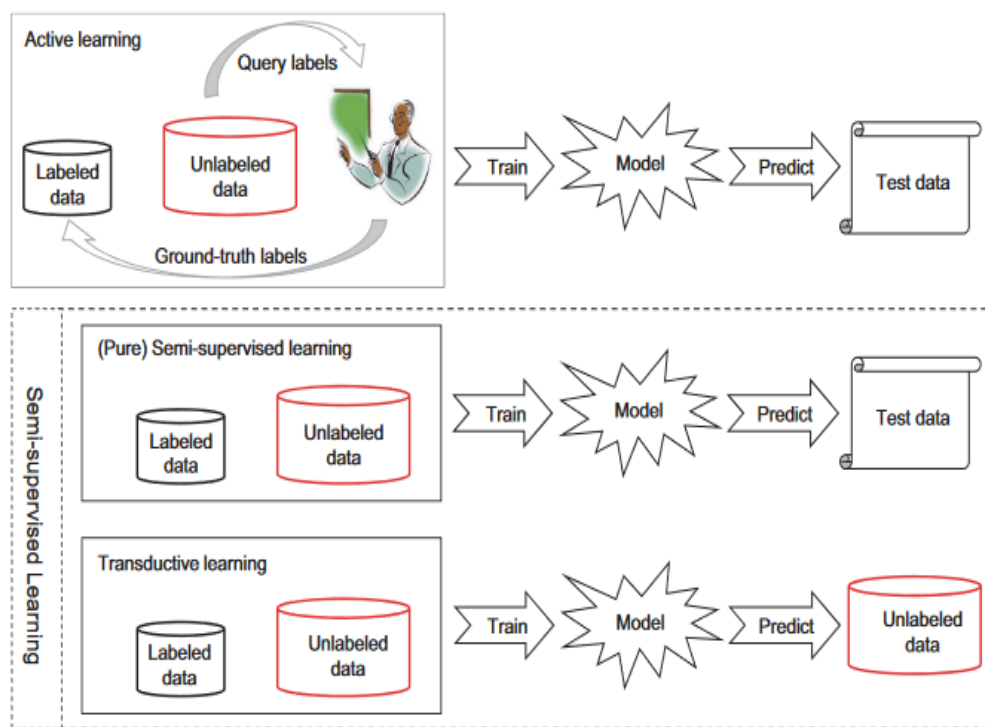 Active learning
Query labels
Labeled
data
Unlabeled
data
Ground-truth labels
Train
Model
Predict
Test data
Semi-supervised Learning
(Pure) Semi-supervised learning
Labeled
data
Unlabeled
data
Train
Model
Predict
Test data
Transductive learning
Labeled
data
Unlabeled
data
Train
Model
Predict
Unlabeled
data